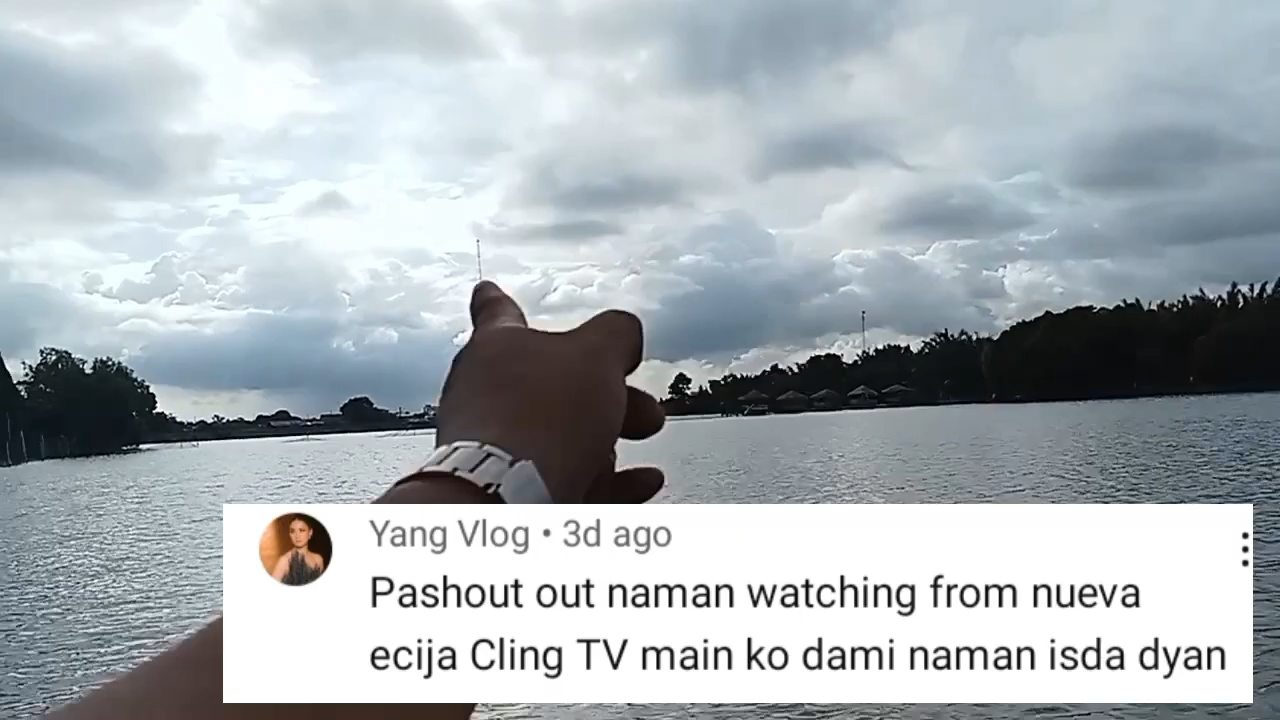 Yang Vlog • 3d ago
Pashout out naman watching from nueva
ecija Cling TV main ko dami naman isda dyan